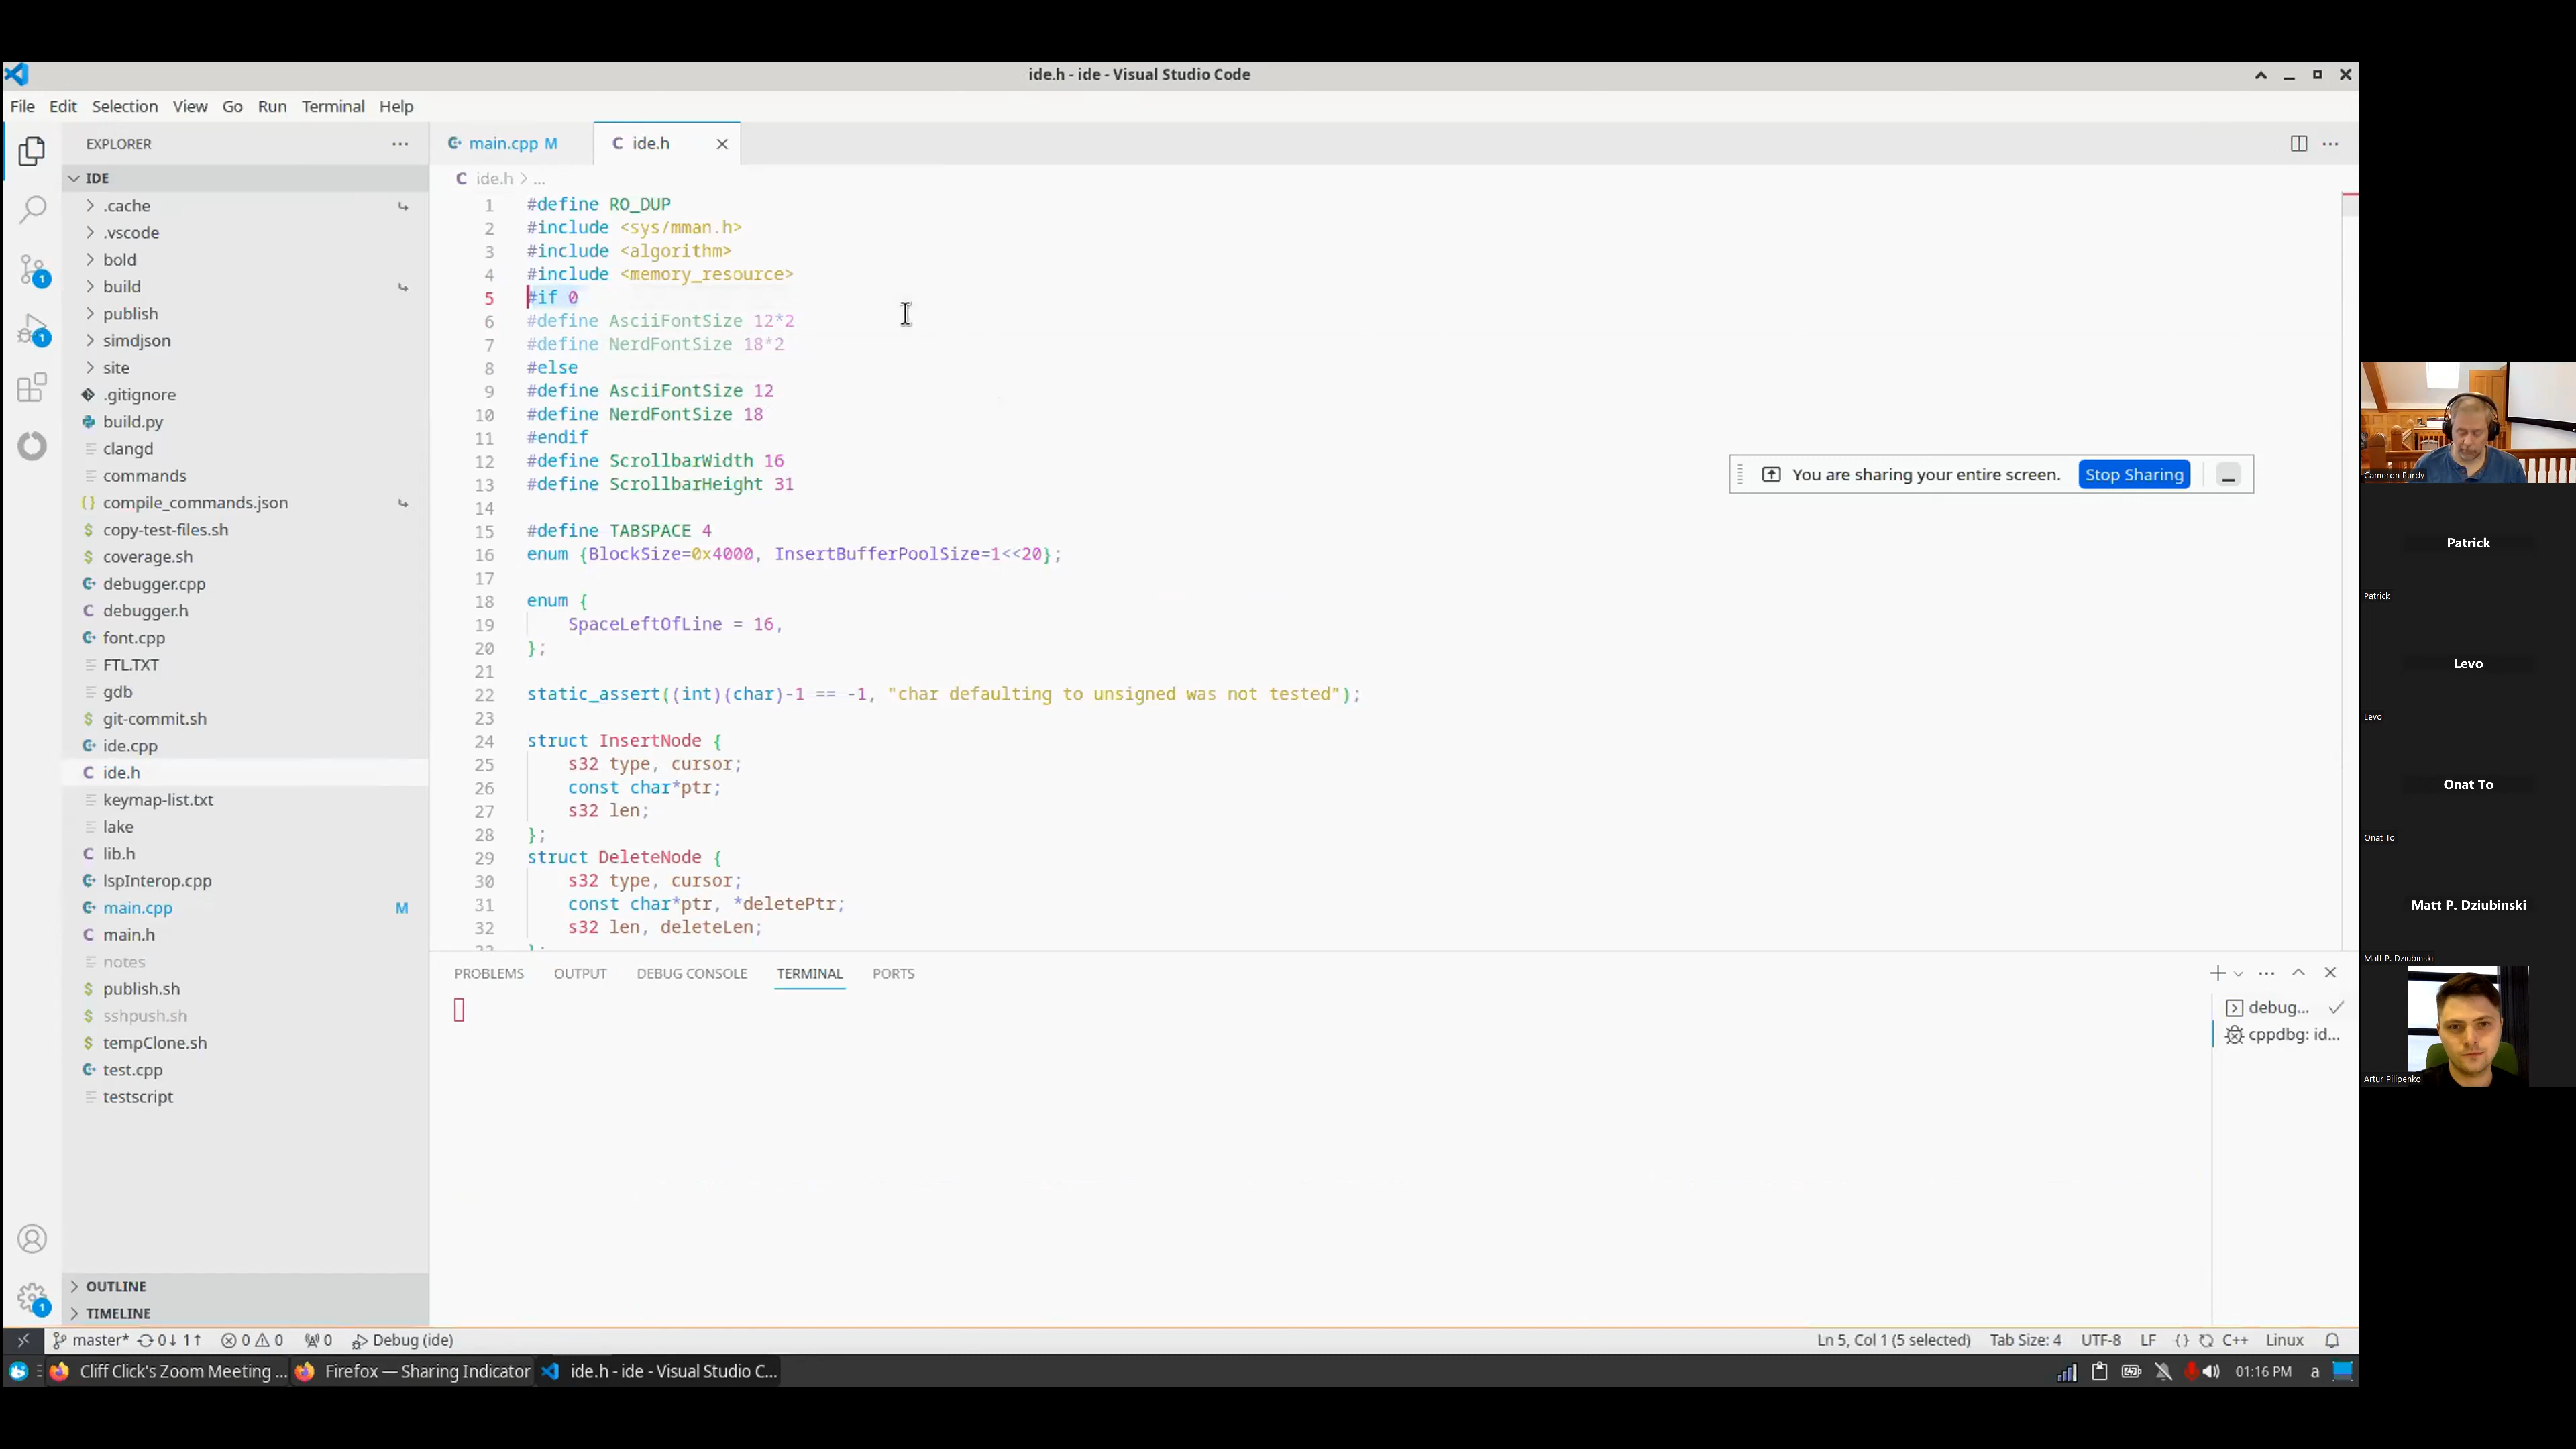 ide.h - ide - Visual Studio Code
File Edit Selection View Go Run Terminal Help
EXPLORER
IDE
.cache
.vscode
bold
build
publish
simdjson
site
.gitignore
build.py
clangd
commands
compile_commands.json
copy-test-files.sh
coverage.sh
debugger.cpp
debugger.h
font.cpp
FTL.TXT
gdb
git-commit.sh
ide.cpp
ide.h
keymap-list.txt
lake
lib.h
lspInterop.cpp
main.cpp M
main.h
notes
publish.sh
sshpush.sh
tempClone.sh
test.cpp
testscript
OUTLINE
TIMELINE
1
1
1
main.cpp M
ide.h
ide.h > ...
1 #define RO_DUP
2 #include <sys/mman.h>
3 #include <algorithm>
4 #include <memory_resource>
5 #if 0
6 #define AsciiFontSize 12*2
7 #define NerdFontSize 18*2
8 #else
9 #define AsciiFontSize 12
10 #define NerdFontSize 18
11 #endif
12 #define ScrollbarWidth 16
13 #define ScrollbarHeight 31
14
15 #define TABSPACE 4
16 enum {BlockSize=0x4000, InsertBufferPoolSize=1<<20};
17
18 enum {
19 SpaceLeftOfLine = 16,
20 };
21
22 static_assert((int)(char)-1 == -1, "char defaulting to unsigned was not tested");
23
24 struct InsertNode {
25 s32 type, cursor;
26 const char*ptr;
27 s32 len;
28 };
29 struct DeleteNode {
30 s32 type, cursor;
31 const char*ptr, *deletePtr;
32 s32 len, deleteLen;
33 };
You are sharing your entire screen. Stop Sharing
PROBLEMS OUTPUT DEBUG CONSOLE TERMINAL PORTS
debug...
cppdbg: id...
master* 0↓ 1↑ 0 0 0 Debug (ide)
Ln 5, Col 1 (5 selected) Tab Size: 4 UTF-8 LF {} C++ Linux
Cliff Click's Zoom Meeting ...
Firefox — Sharing Indicator
ide.h - ide - Visual Studio C...
01:16 PM a
Cameron Purdy
Patrick
Patrick
Levo
Levo
Onat To
Onat To
Matt P. Dziubinski
Matt P. Dziubinski
Artur Pilipenko